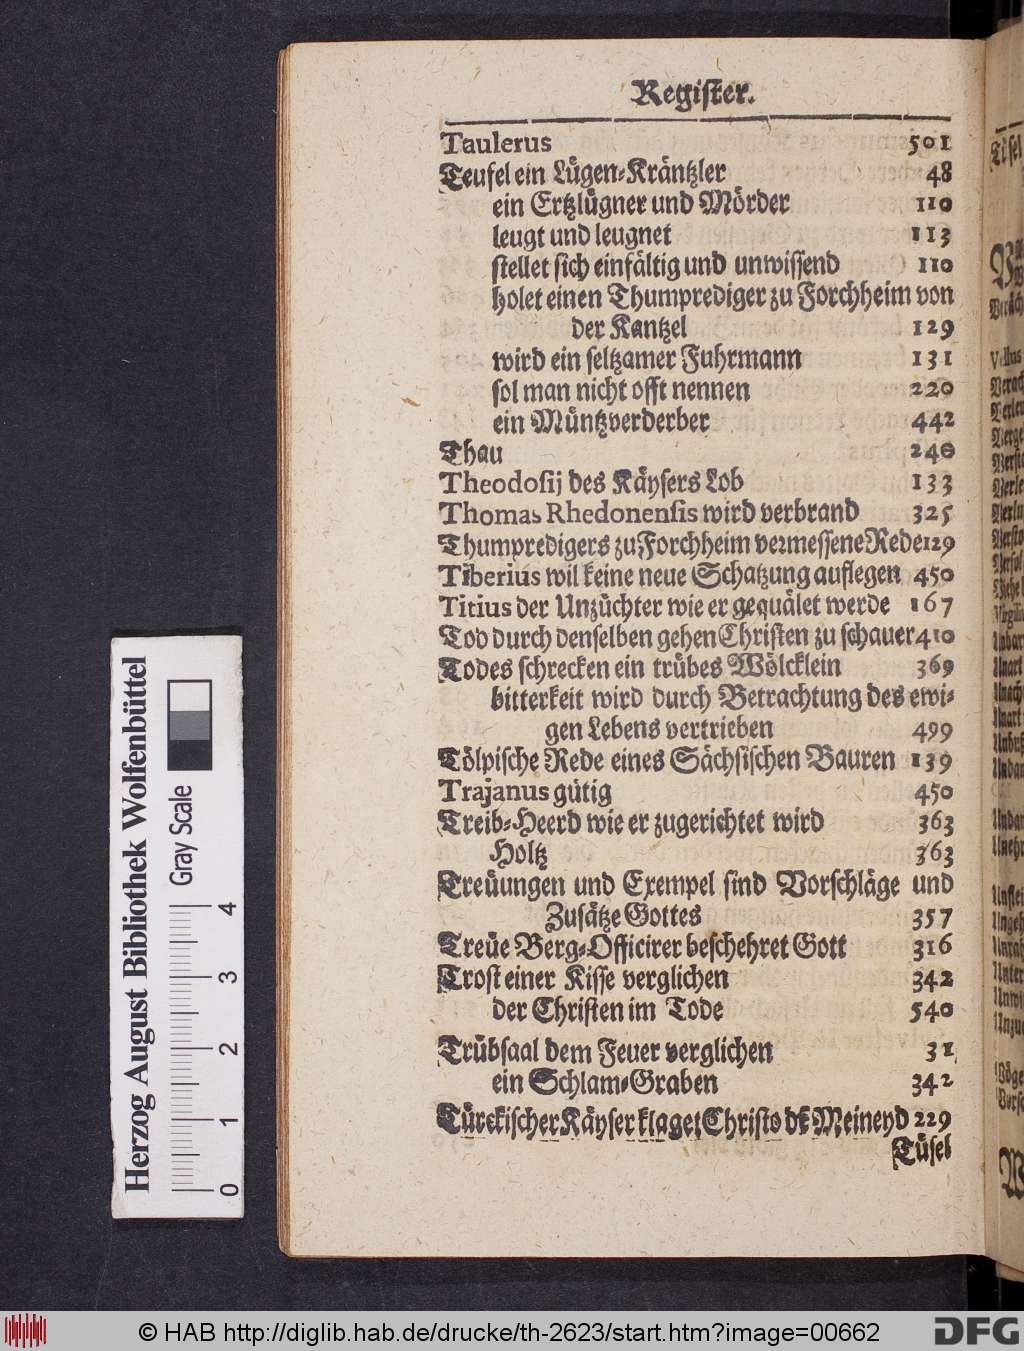 Register.
Taulerus 501
Teufel ein Lügen-Kräntzler 48
ein Ertzlügner und Mörder 110
leugt und leugnet 113
stellet sich einfältig und unwissend 110
holet einen Thumprediger zu Forchheim von
der Kantzel 129
wird ein seltzamer Fuhrmann 131
sol man nicht offt nennen 220
ein Müntzverderber 442
Thau 240
Theodosij des Käysers Lob 133
Thomas Rhedonensis wird verbrand 325
Thumpredigers zu Forchheim vermessene Rede 129
Tiberius wil keine neue Schatzung auflegen 450
Titius der Unzüchter wie er gequälet werde 167
Tod durch denselben gehen Christen zu schauer 410
Todes schrecken ein trübes Wölcklein 369
bitterkeit wird durch Betrachtung des ewi-
gen Lebens vertrieben 499
Tölpische Rede eines Sächsischen Bauren 139
Trajanus gütig 450
Treib-Heerd wie er zugerichtet wird 363
Holtz 363
Treüungen und Exempel sind Vorschläge und
Zusätze Gottes 357
Treüe Berg-Officirer beschehret Gott 316
Trost einer Kisse verglichen 342
der Christen im Tode 540
Trübsaal dem Feuer verglichen 31
ein Schlam-Graben 342
Türckischer Käyser klaget Christo dẽ Meineyd 229
Tüsel
Herzog August Bibliothek Wolfenbüttel
Gray Scale
0 1 2 3 4
© HAB http://diglib.hab.de/drucke/th-2623/start.htm?image=00662
DFG